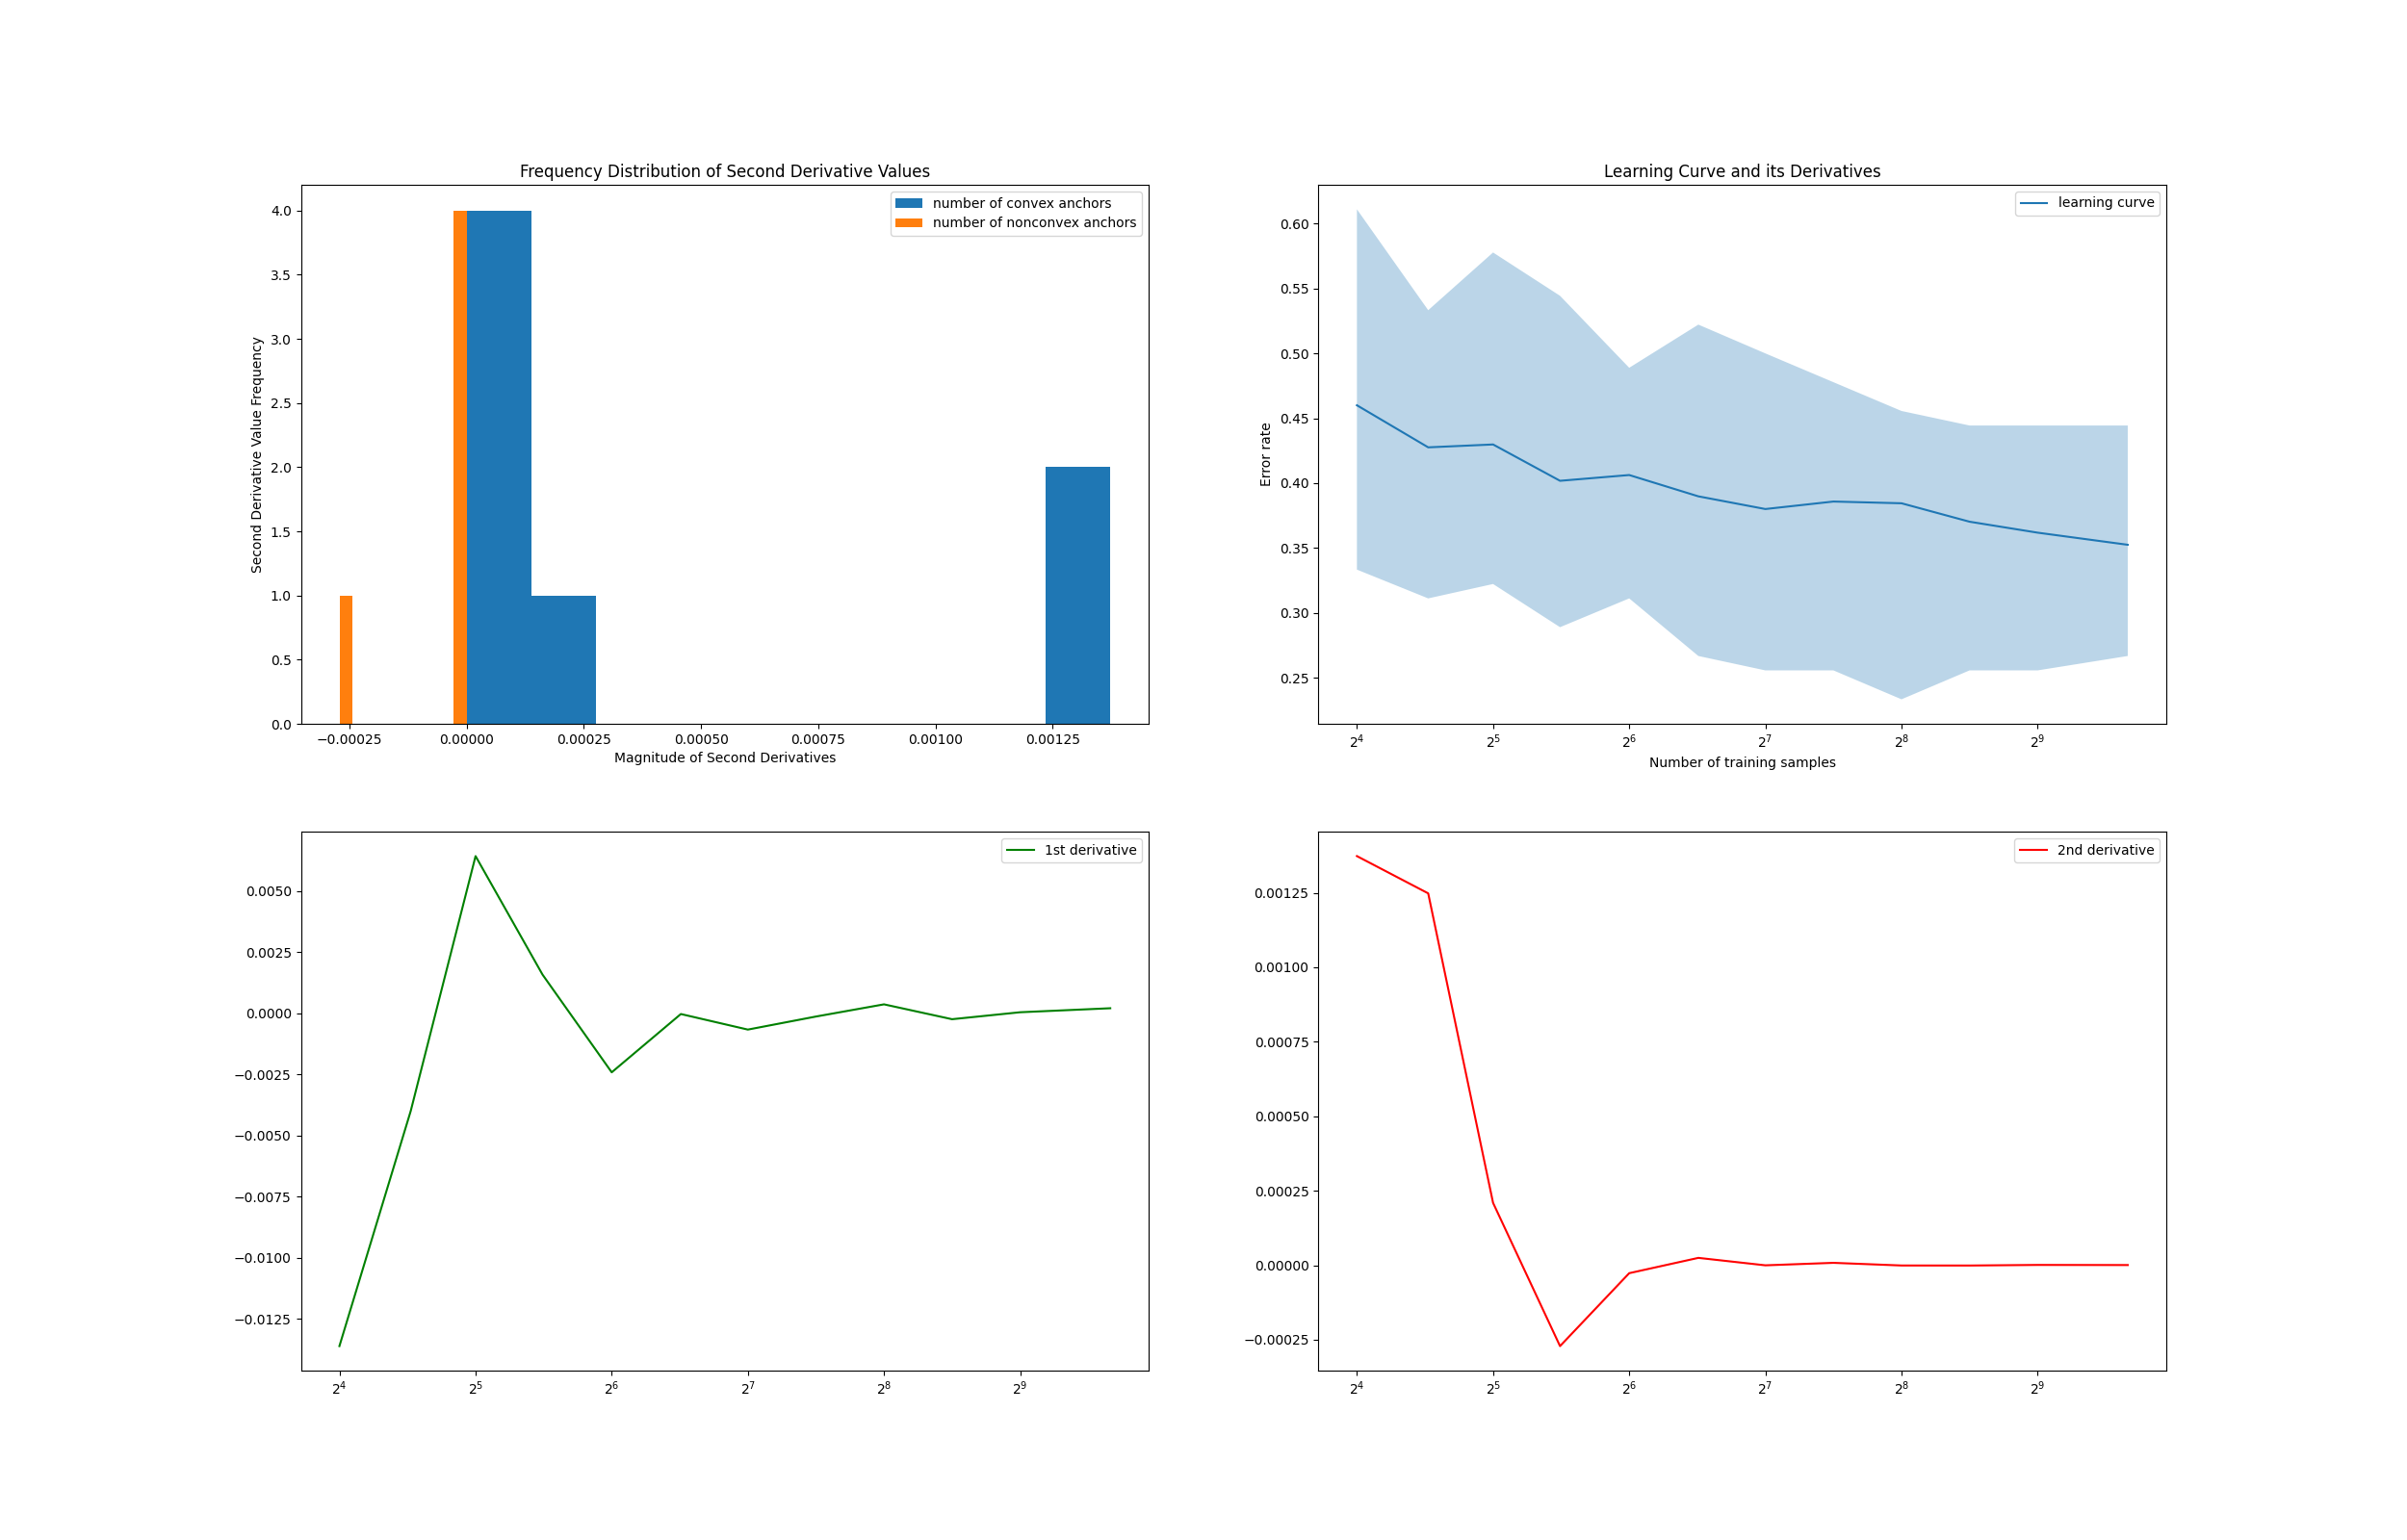 Frequency Distribution of Second Derivative Values
number of convex anchors
number of nonconvex anchors
4.0
3.5
3.0
2.5
2.0
1.5
1.0
0.5
0.0
Second Derivative Value Frequency
−0.00025 0.00000 0.00025 0.00050 0.00075 0.00100 0.00125
Magnitude of Second Derivatives
Learning Curve and its Derivatives
learning curve
0.60
0.55
0.50
0.45
0.40
0.35
0.30
0.25
Error rate
2⁴ 2⁵ 2⁶ 2⁷ 2⁸ 2⁹
Number of training samples
1st derivative
0.0050
0.0025
0.0000
−0.0025
−0.0050
−0.0075
−0.0100
−0.0125
2⁴ 2⁵ 2⁶ 2⁷ 2⁸ 2⁹
2nd derivative
0.00125
0.00100
0.00075
0.00050
0.00025
0.00000
−0.00025
2⁴ 2⁵ 2⁶ 2⁷ 2⁸ 2⁹